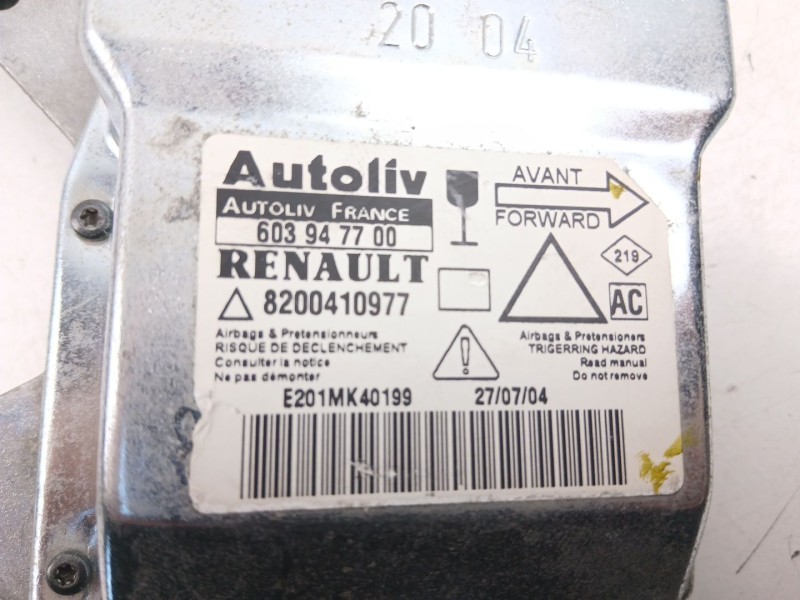 20 04
Autoliv
AUTOLIV FRANCE
603 94 77 00
RENAULT
8200410977
AVANT
FORWARD
219
AC
Airbags & Pretensionneurs
RISQUE DE DECLENCHEMENT
Consulter la notice
Ne pas démonter
!
Airbags & Pretensioners
TRIGERRING HAZARD
Read manual
Do not remove
E201MK40199 27/07/04